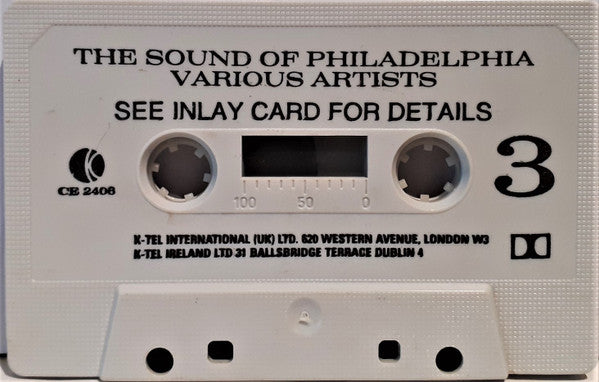 THE SOUND OF PHILADELPHIA
VARIOUS ARTISTS
SEE INLAY CARD FOR DETAILS
3
CE 2406
100 50 0
K-TEL INTERNATIONAL (UK) LTD. 620 WESTERN AVENUE, LONDON W3
K-TEL IRELAND LTD 31 BALLSBRIDGE TERRACE DUBLIN 4